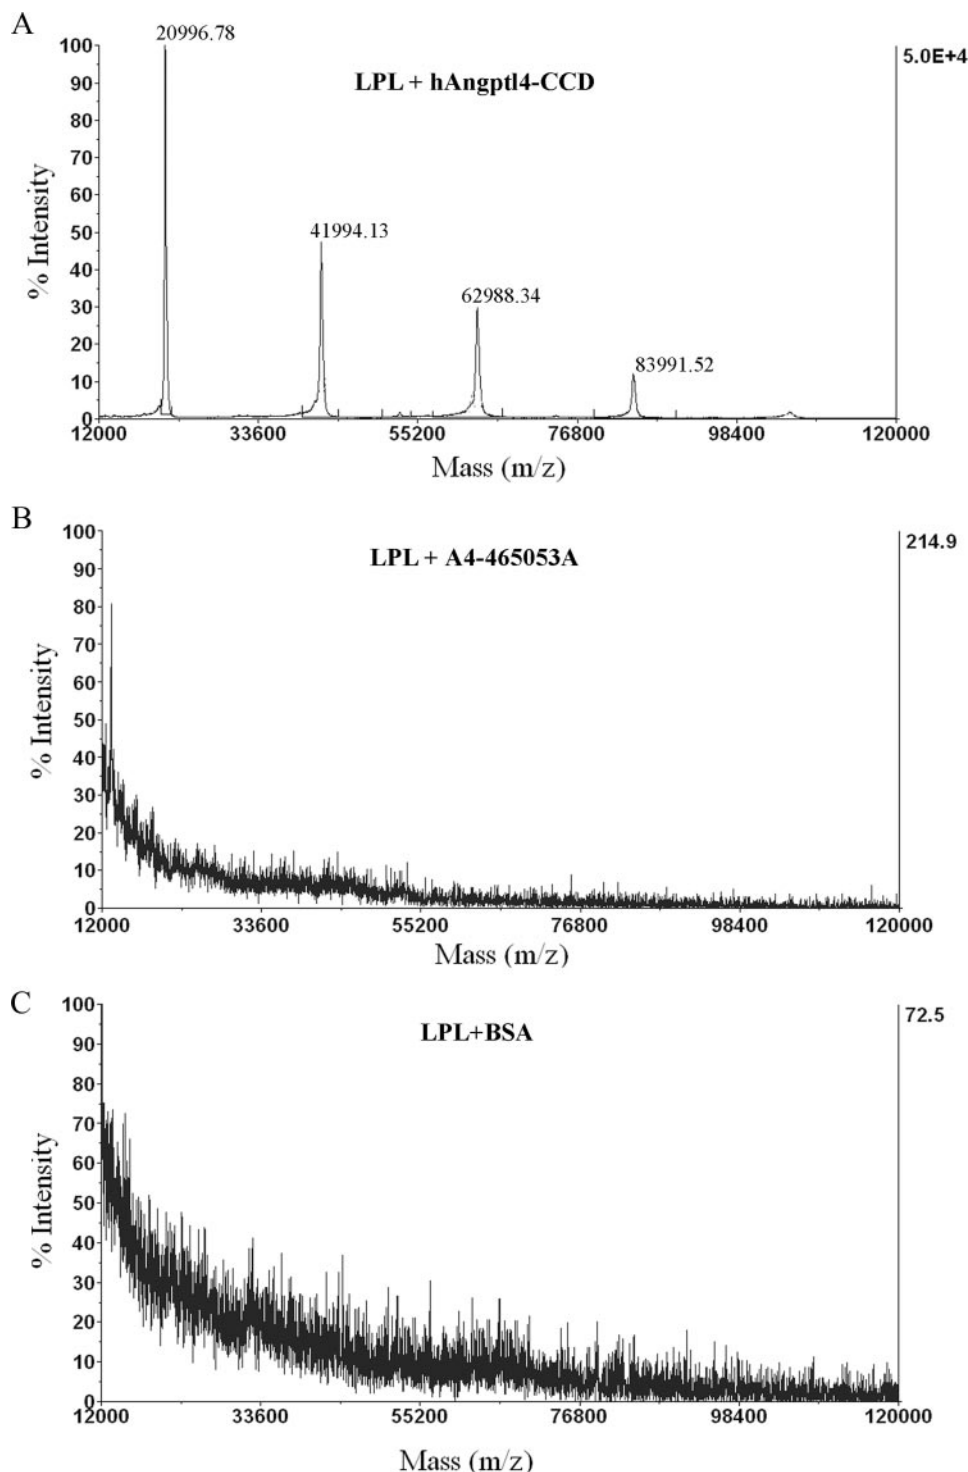 A
20996.78
100
90
80
70
60
50
40
30
20
10
0
% Intensity
LPL + hAngptl4-CCD
5.0E+4
41994.13
62988.34
83991.52
12000 33600 55200 76800 98400 120000
Mass (m/z)
B
100
90
80
70
60
50
40
30
20
10
0
% Intensity
LPL + A4-465053A
214.9
12000 33600 55200 76800 98400 120000
Mass (m/z)
C
100
90
80
70
60
50
40
30
20
10
0
% Intensity
LPL+BSA
72.5
12000 33600 55200 76800 98400 120000
Mass (m/z)